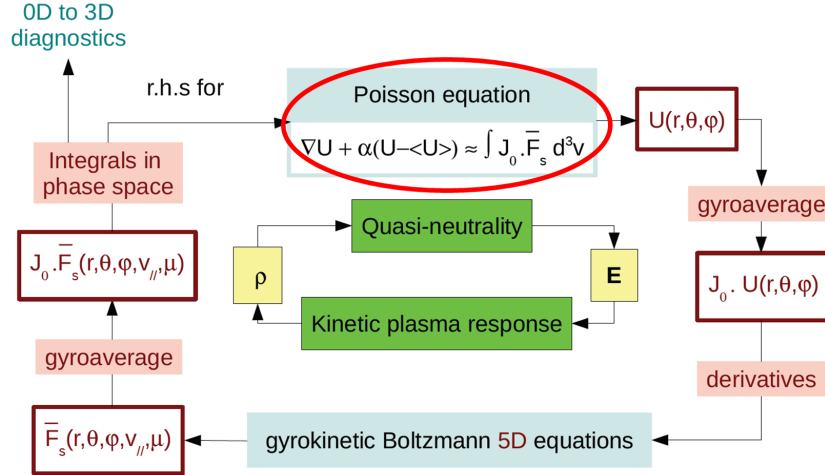 0D to 3D
diagnostics
r.h.s for
Poisson equation
∇U + α(U−<U>) ≈ ∫ J₀.F̅ₛ d³v
U(r,θ,φ)
Integrals in
phase space
gyroaverage
Quasi-neutrality
J₀.F̅ₛ(r,θ,φ,v//,μ)
ρ
E
J₀. U(r,θ,φ)
Kinetic plasma response
gyroaverage
derivatives
F̅ₛ(r,θ,φ,v//,μ)
gyrokinetic Boltzmann 5D equations